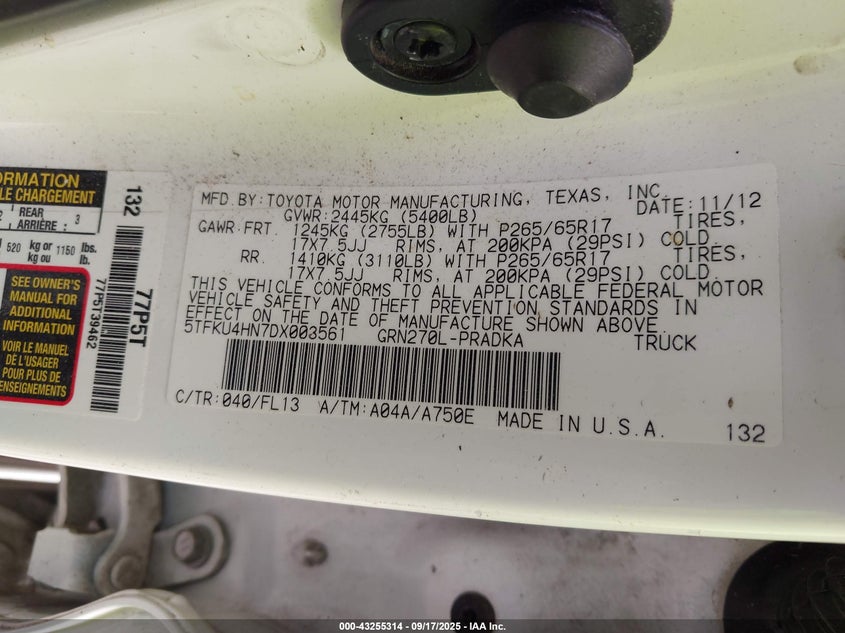 ORMATION
LE CHARGEMENT
2 REAR ARRIÈRE : 3
520 kg or kg ou 1150 lbs. lb.
SEE OWNER'S
MANUAL FOR
ADDITIONAL
INFORMATION
VOIR LE MANUEL
DE L'USAGER
POUR PLUS DE
RENSEIGNEMENTS
132
77P5T
77P5T39462
MFD.BY:TOYOTA MOTOR MANUFACTURING, TEXAS, INC. DATE:11/12
GVWR:2445KG (5400LB)
GAWR:FRT. 1245KG (2755LB) WITH P265/65R17 TIRES,
17X7.5JJ RIMS, AT 200KPA (29PSI) COLD.
RR. 1410KG (3110LB) WITH P265/65R17 TIRES,
17X7.5JJ RIMS, AT 200KPA (29PSI) COLD.
THIS VEHICLE CONFORMS TO ALL APPLICABLE FEDERAL MOTOR
VEHICLE SAFETY AND THEFT PREVENTION STANDARDS IN
EFFECT ON THE DATE OF MANUFACTURE SHOWN ABOVE.
5TFKU4HN7DX003561 GRN270L-PRADKA TRUCK
C/TR:040/FL13 A/TM:A04A/A750E MADE IN U.S.A.
132
000-43255314 - 09/17/2025 - IAA Inc.